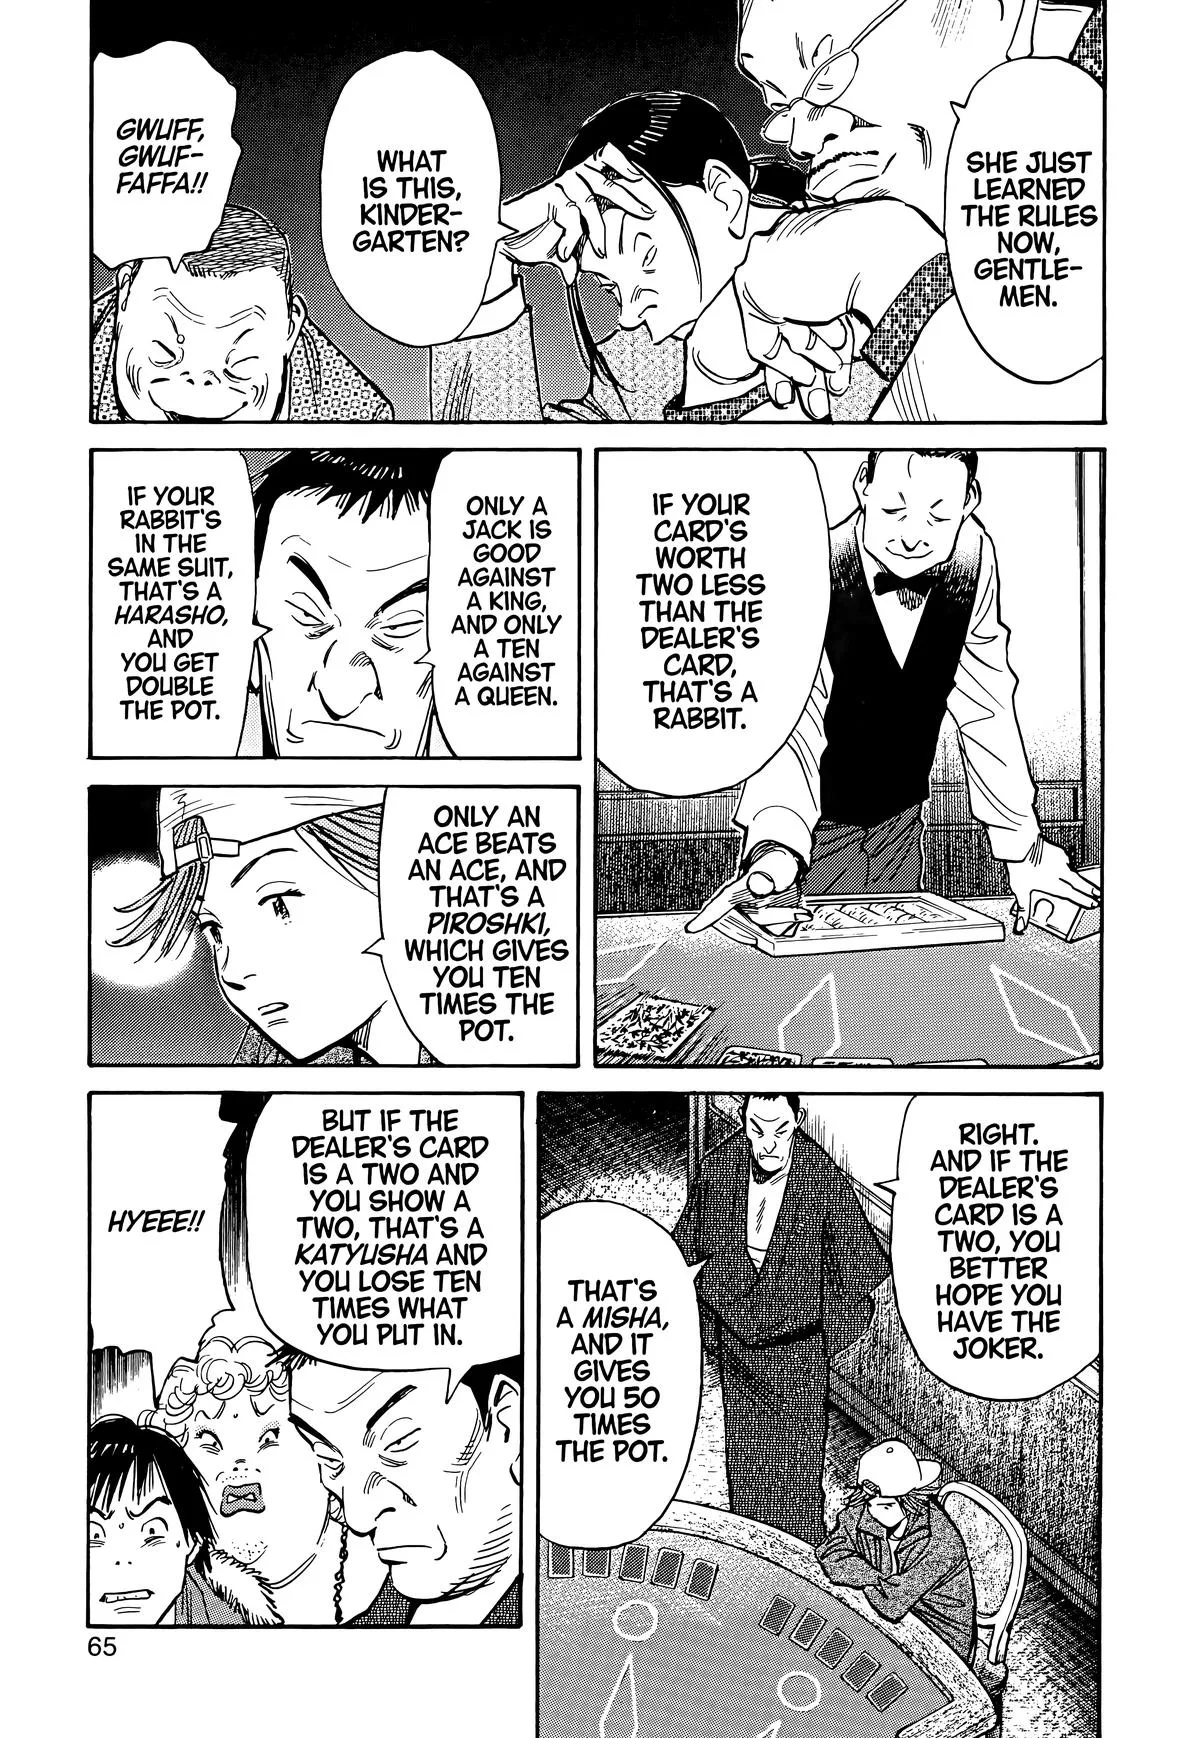 SHE JUST
LEARNED
THE RULES
NOW,
GENTLE-
MEN.
WHAT
IS THIS,
KINDER-
GARTEN?
GWUFF,
GWUF-
FAFFA!!
IF YOUR
CARD'S
WORTH
TWO LESS
THAN THE
DEALER'S
CARD,
THAT'S A
RABBIT.
ONLY A
JACK IS
GOOD
AGAINST
A KING,
AND ONLY
A TEN
AGAINST
A QUEEN.
IF YOUR
RABBIT'S
IN THE
SAME SUIT,
THAT'S A
HARASHO,
AND
YOU GET
DOUBLE
THE POT.
ONLY AN
ACE BEATS
AN ACE, AND
THAT'S A
PIROSHKI,
WHICH GIVES
YOU TEN
TIMES THE
POT.
RIGHT.
AND IF THE
DEALER'S
CARD IS A
TWO, YOU
BETTER
HOPE YOU
HAVE THE
JOKER.
THAT'S
A MISHA,
AND IT
GIVES
YOU 50
TIMES
THE POT.
BUT IF THE
DEALER'S CARD
IS A TWO AND
YOU SHOW A
TWO, THAT'S A
KATYUSHA AND
YOU LOSE TEN
TIMES WHAT
YOU PUT IN.
HYEEE!!
65